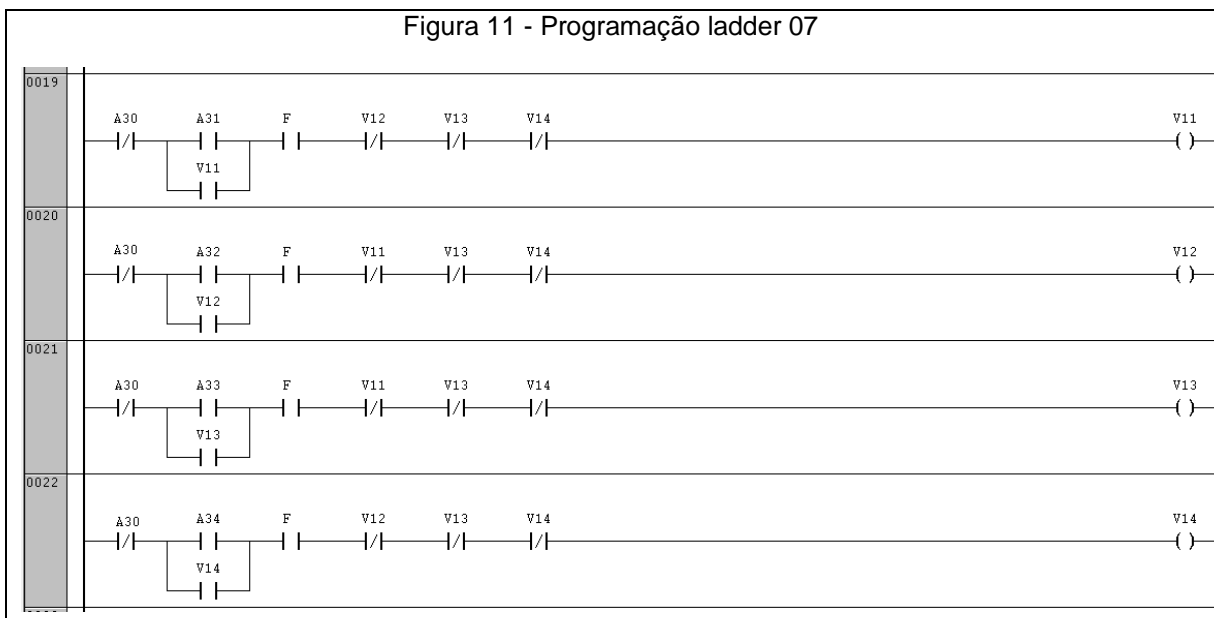 Figura 11 - Programação ladder 07
0019
A30 A31 F V12 V13 V14 V11
V11
0020
A30 A32 F V11 V13 V14 V12
V12
0021
A30 A33 F V11 V13 V14 V13
V13
0022
A30 A34 F V12 V13 V14 V14
V14